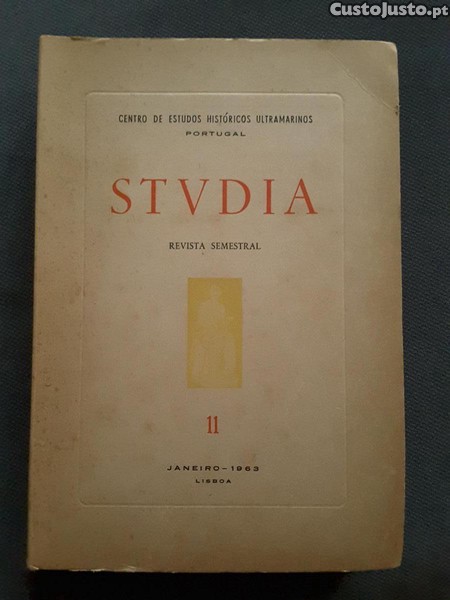 CustoJusto.pt
CENTRO DE ESTUDOS HISTÓRICOS ULTRAMARINOS
PORTUGAL
STVDIA
REVISTA SEMESTRAL
11
JANEIRO-1963
LISBOA